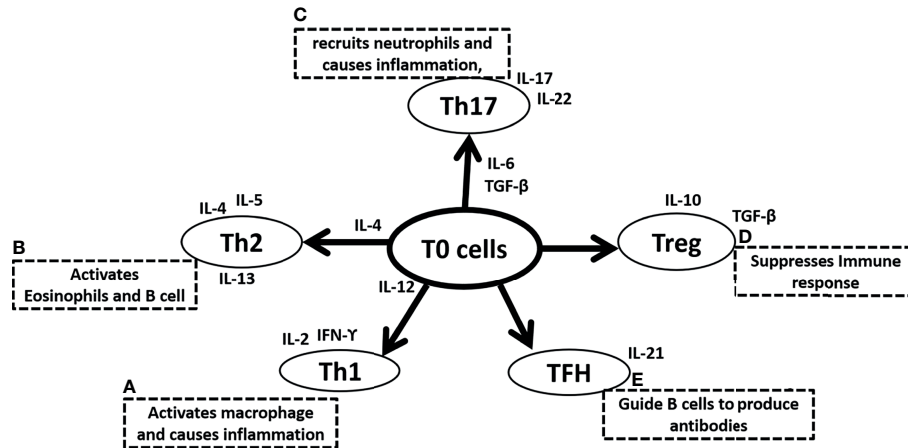 C
recruits neutrophils and
causes inflammation,
IL-17
Th17
IL-22
IL-6
TGF-β
IL-4
IL-5
Th2
IL-13
B
Activates
Eosinophils and B cell
IL-4
T0 cells
IL-10
TGF-β
Treg
D
Suppresses Immune
response
IL-12
IL-2
IFN-ϒ
Th1
A
Activates macrophage
and causes inflammation
IL-21
TFH
E
Guide B cells to produce
antibodies